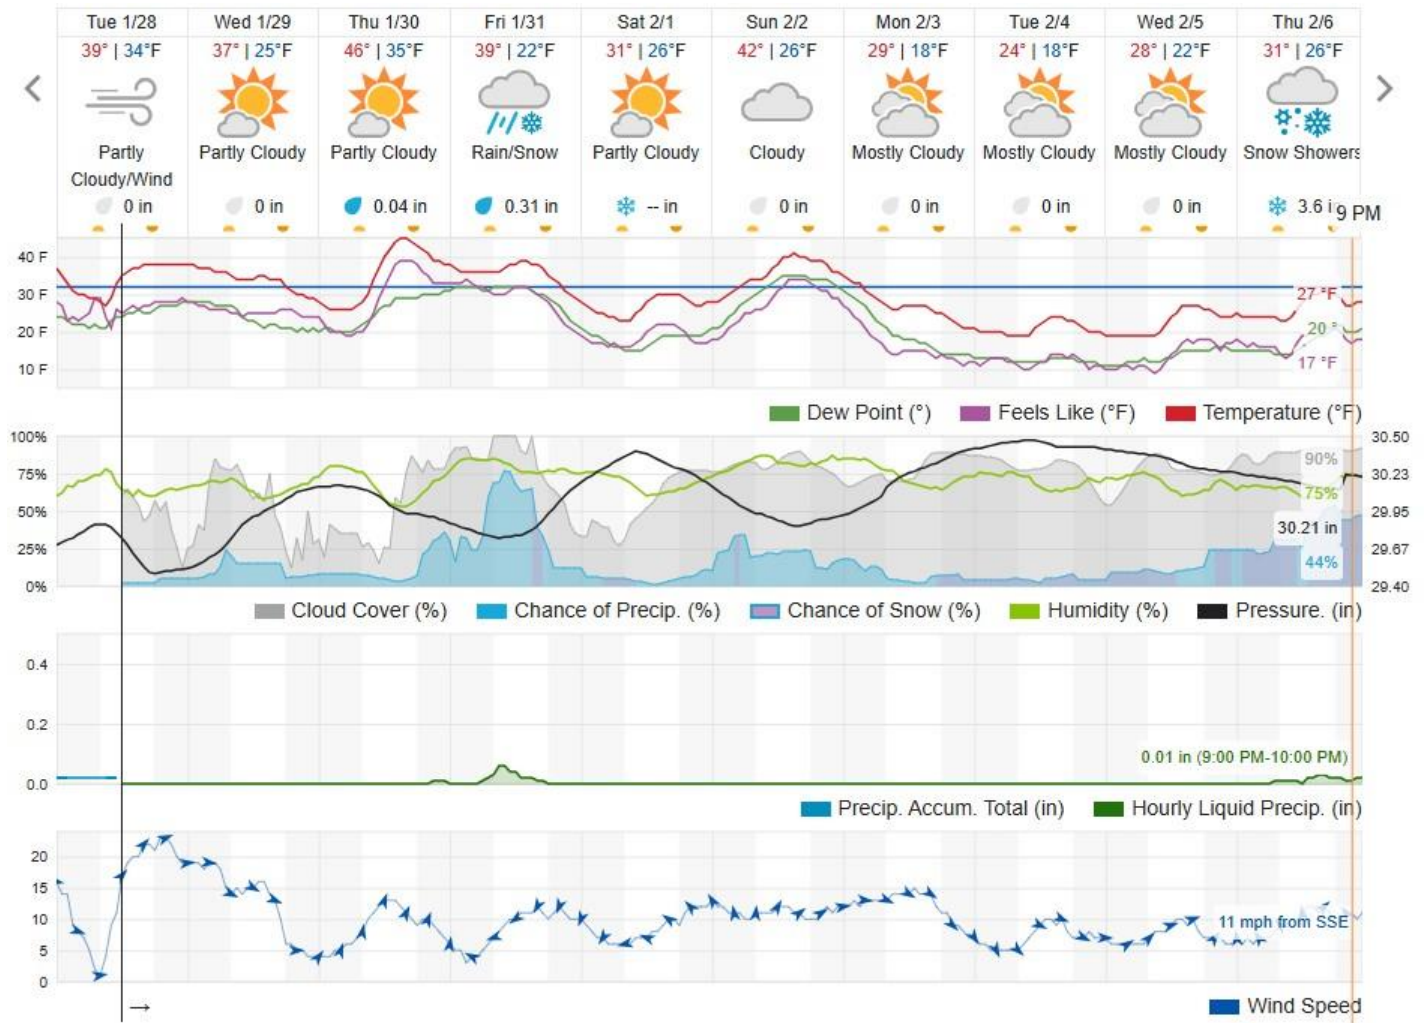 Tue 1/28 Wed 1/29 Thu 1/30 Fri 1/31 Sat 2/1 Sun 2/2 Mon 2/3 Tue 2/4 Wed 2/5 Thu 2/6
39° | 34°F 37° | 25°F 46° | 35°F 39° | 22°F 31° | 26°F 42° | 26°F 29° | 18°F 24° | 18°F 28° | 22°F 31° | 26°F
Partly Partly Cloudy Partly Cloudy Rain/Snow Partly Cloudy Cloudy Mostly Cloudy Mostly Cloudy Mostly Cloudy Snow Showers
Cloudy/Wind
0 in 0 in 0.04 in 0.31 in -- in 0 in 0 in 0 in 0 in 3.6 i 9 PM
40 F
30 F 27 °F
20 F 20 °
10 F 17 °F
Dew Point (°) Feels Like (°F) Temperature (°F)
100% 30.50
90%
75% 30.23
75%
50% 29.95
30.21 in
25% 29.67
44%
0% 29.40
Cloud Cover (%) Chance of Precip. (%) Chance of Snow (%) Humidity (%) Pressure. (in)
0.4
0.2
0.01 in (9:00 PM-10:00 PM)
0.0
Precip. Accum. Total (in) Hourly Liquid Precip. (in)
20
15
10 11 mph from SSE
5
0
→
Wind Speed